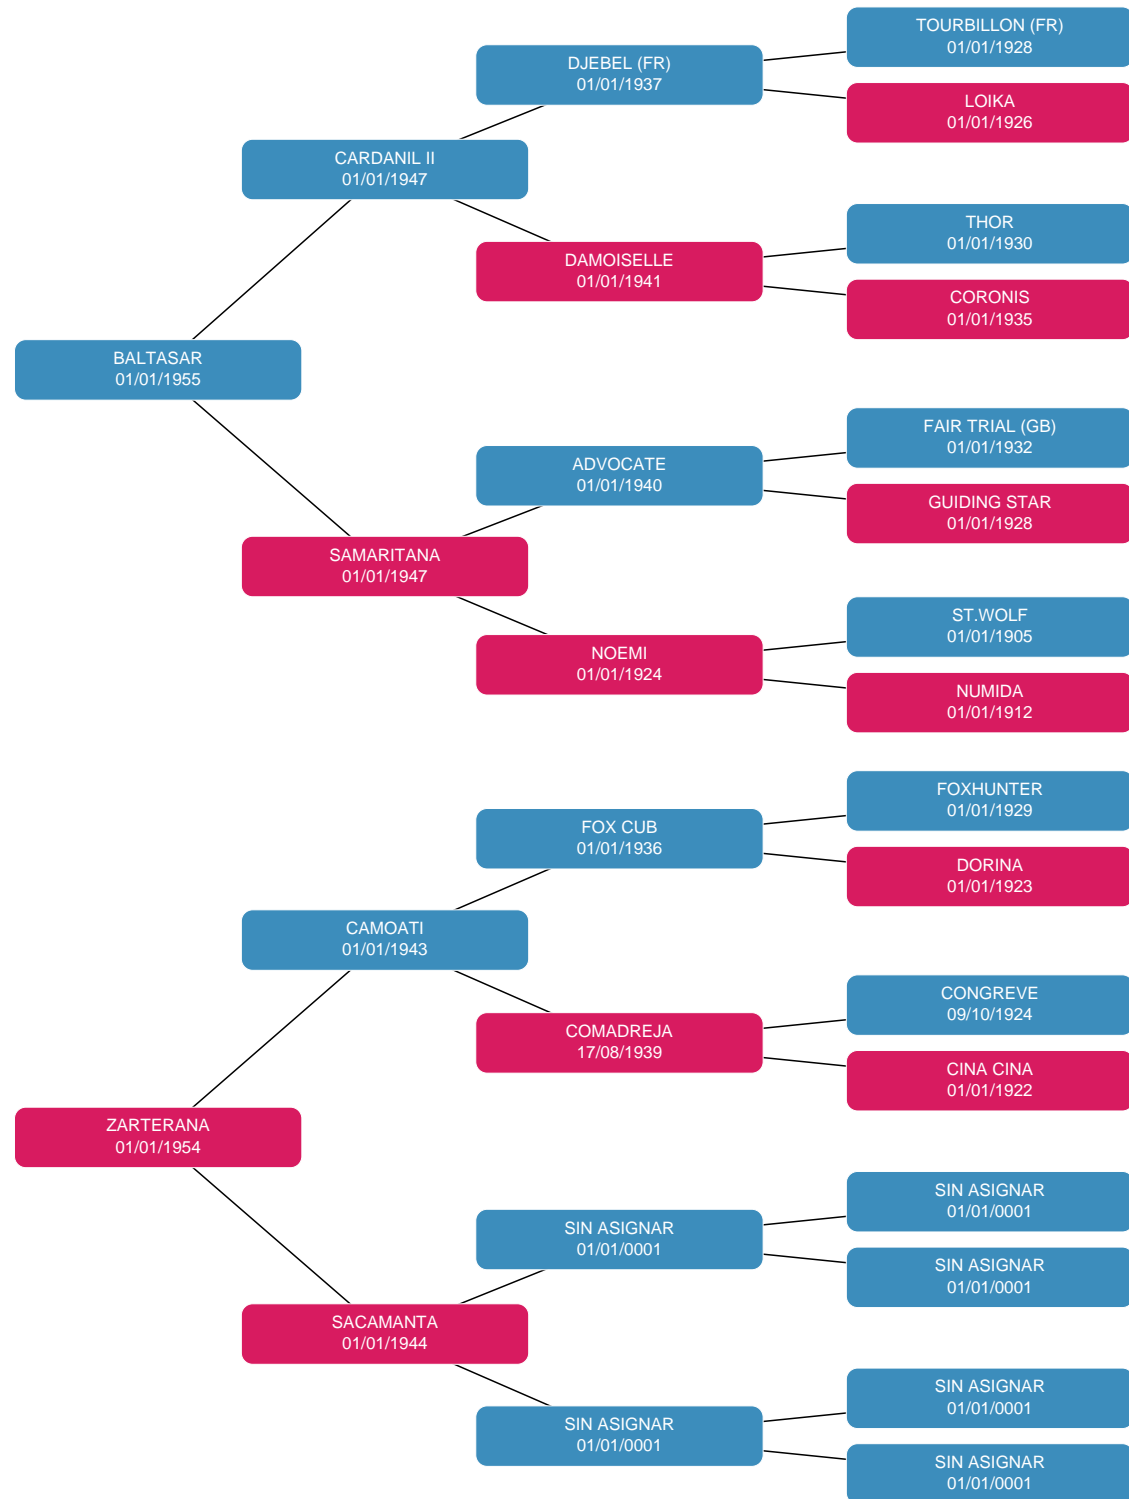 TOURBILLON (FR)
01/01/1928
DJEBEL (FR)
01/01/1937
LOIKA
01/01/1926
CARDANIL II
01/01/1947
THOR
01/01/1930
DAMOISELLE
01/01/1941
CORONIS
01/01/1935
BALTASAR
01/01/1955
FAIR TRIAL (GB)
01/01/1932
ADVOCATE
01/01/1940
GUIDING STAR
01/01/1928
SAMARITANA
01/01/1947
ST.WOLF
01/01/1905
NOEMI
01/01/1924
NUMIDA
01/01/1912
FOXHUNTER
01/01/1929
FOX CUB
01/01/1936
DORINA
01/01/1923
CAMOATI
01/01/1943
CONGREVE
09/10/1924
COMADREJA
17/08/1939
CINA CINA
01/01/1922
ZARTERANA
01/01/1954
SIN ASIGNAR
01/01/0001
SIN ASIGNAR
01/01/0001
SIN ASIGNAR
01/01/0001
SACAMANTA
01/01/1944
SIN ASIGNAR
01/01/0001
SIN ASIGNAR
01/01/0001
SIN ASIGNAR
01/01/0001